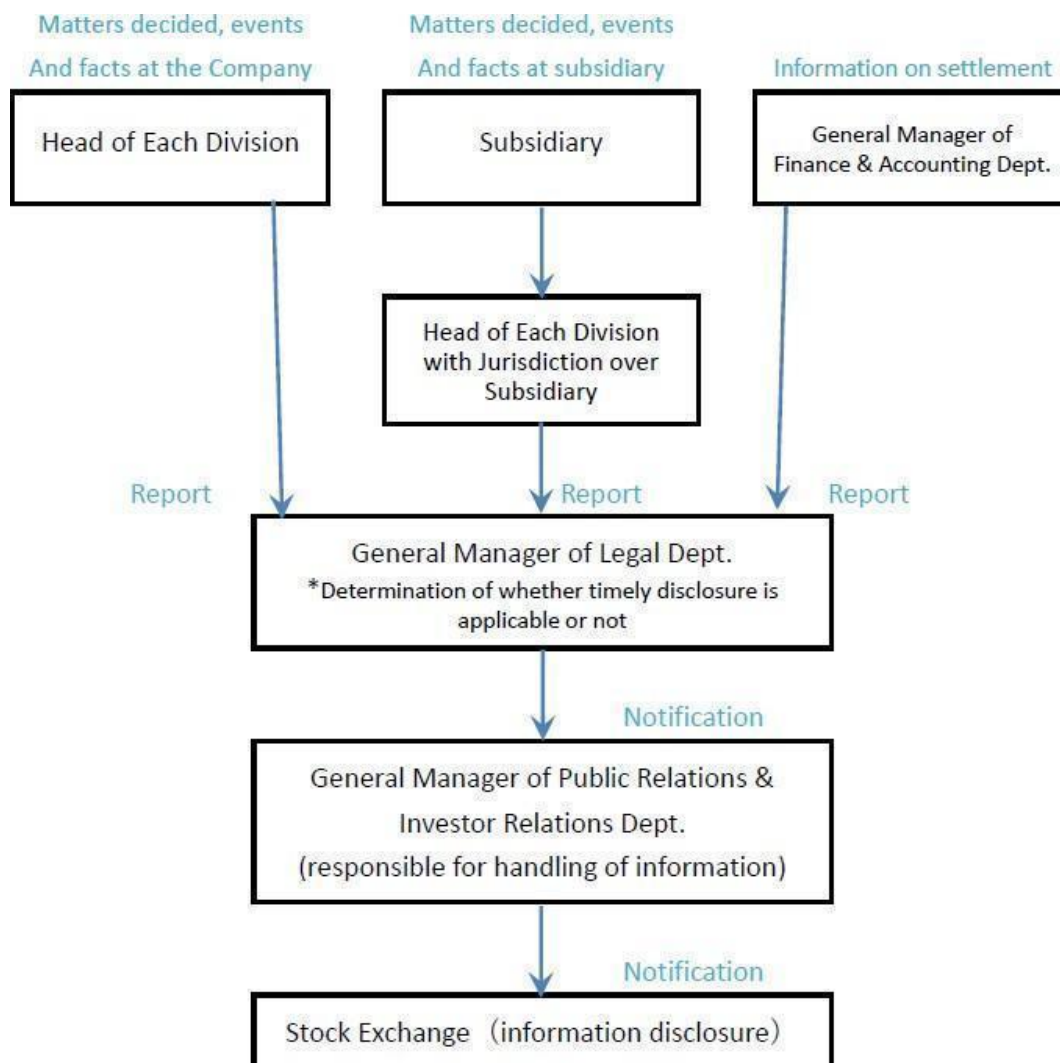 Matters decided, events
And facts at the Company
Matters decided, events
And facts at subsidiary
Information on settlement
Head of Each Division
Subsidiary
General Manager of
Finance & Accounting Dept.
Head of Each Division
with Jurisdiction over
Subsidiary
Report
Report
Report
General Manager of Legal Dept.
*Determination of whether timely disclosure is
applicable or not
Notification
General Manager of Public Relations &
Investor Relations Dept.
(responsible for handling of information)
Notification
Stock Exchange（information disclosure）